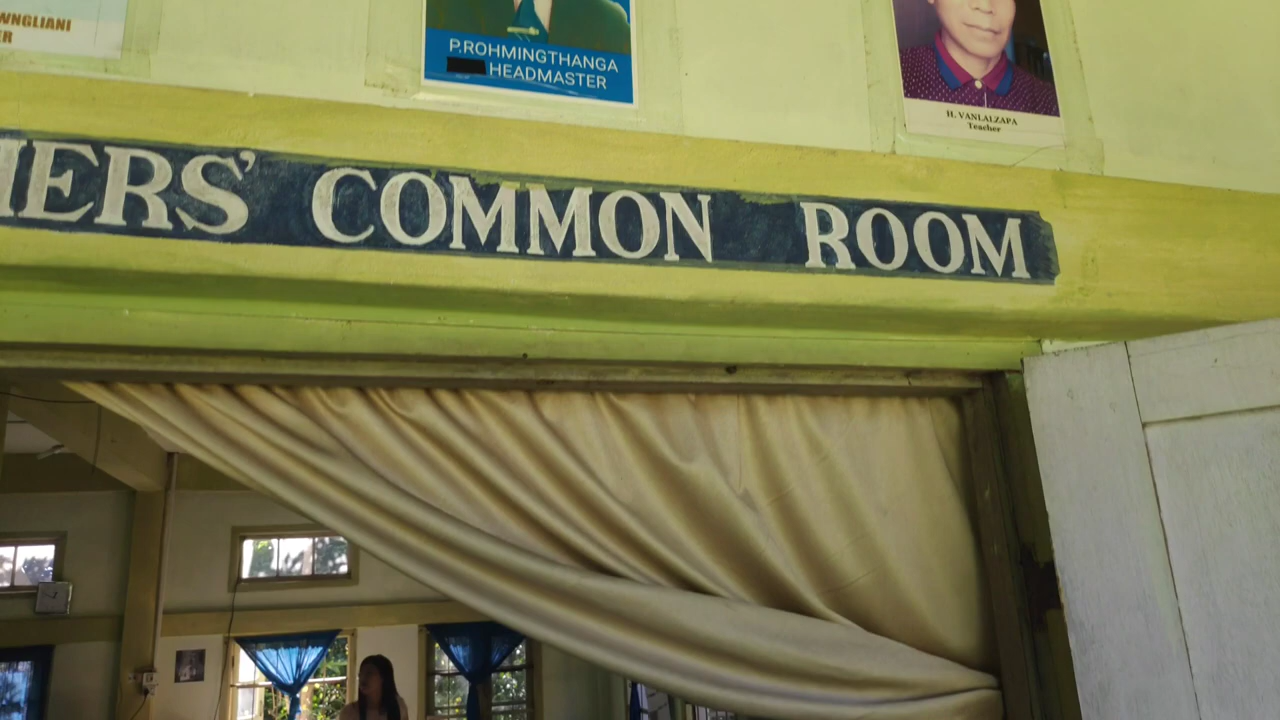 WNGLIANI
P.ROHMINGTHANGA
HEADMASTER
H. VANLALZAPA
Teacher
HERS' COMMON ROOM